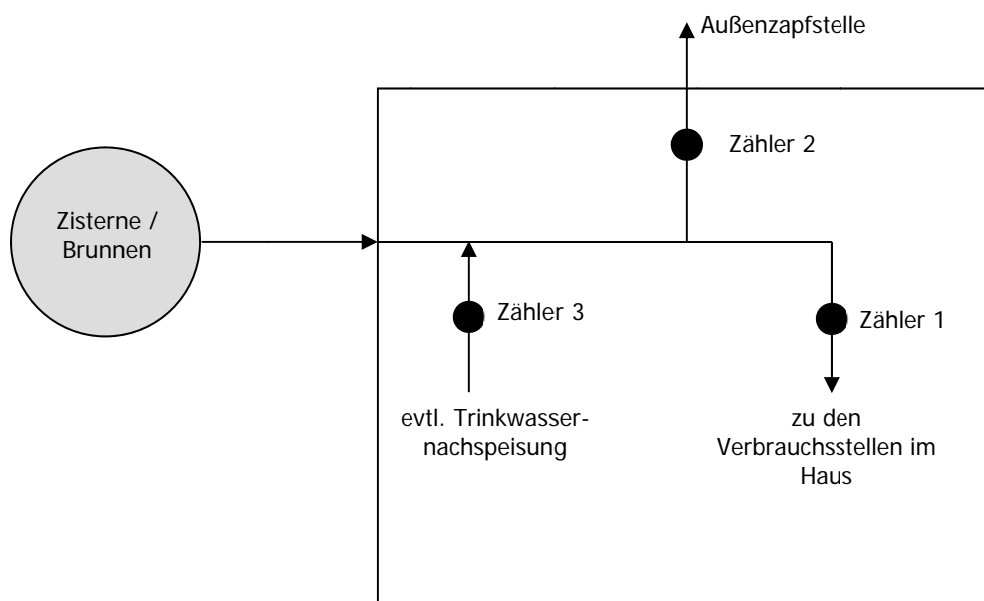 Außenzapfstelle
Zähler 2
Zisterne /
Brunnen
Zähler 3
Zähler 1
evtl. Trinkwasser-
nachspeisung
zu den
Verbrauchsstellen im
Haus